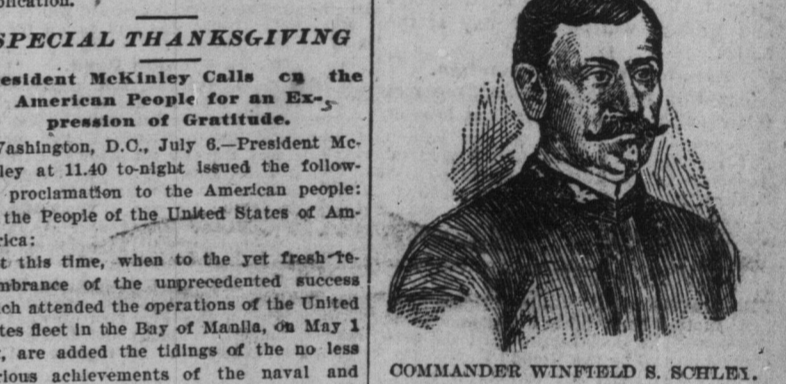 plication.
SPECIAL THANKSGIVING
esident McKinley Calls on the
American People for an Ex-
pression of Gratitude.
Washington, D.C., July 6.—President Mc-
ley at 11.40 to-night issued the follow-
proclamation to the American people:
the People of the United States of Am-
rica:
t this time, when to the yet fresh re-
mbrance of the unprecedented success
ich attended the operations of the United
tes fleet in the Bay of Manila, on May 1
, are added the tidings of the no less
rious achievements of the naval and
COMMANDER WINFIELD S. SCHLEY.